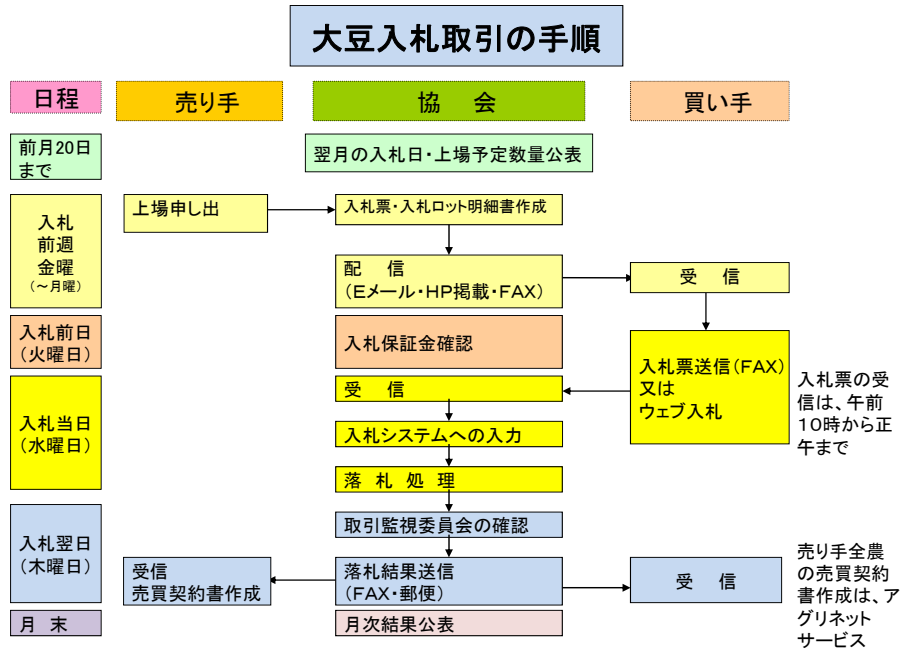 大豆入札取引の手順
日程
売り手
協　会
買い手
前月20日
まで
翌月の入札日・上場予定数量公表
入札
前週
金曜
(～月曜)
上場申し出
入札票・入札ロット明細書作成
配　信
(Eメール・HP掲載・FAX)
受　信
入札前日
(火曜日)
入札保証金確認
入札票送信(FAX)
又は
ウェブ入札
入札票の受
信は、午前
10時から正
午まで
入札当日
(水曜日)
受　信
入札システムへの入力
落 札 処 理
入札翌日
(木曜日)
取引監視委員会の確認
受信
売買契約書作成
落札結果送信
(FAX・郵便)
受　信
売り手全農
の売買契約
書作成は、ア
グリネット
サービス
月　末
月次結果公表